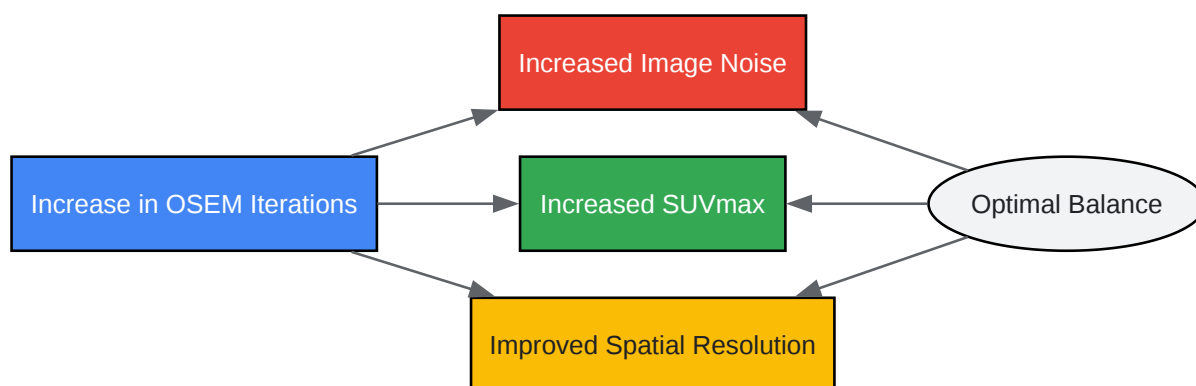 Increased Image Noise
Increase in OSEM Iterations
Increased SUVmax
Optimal Balance
Improved Spatial Resolution